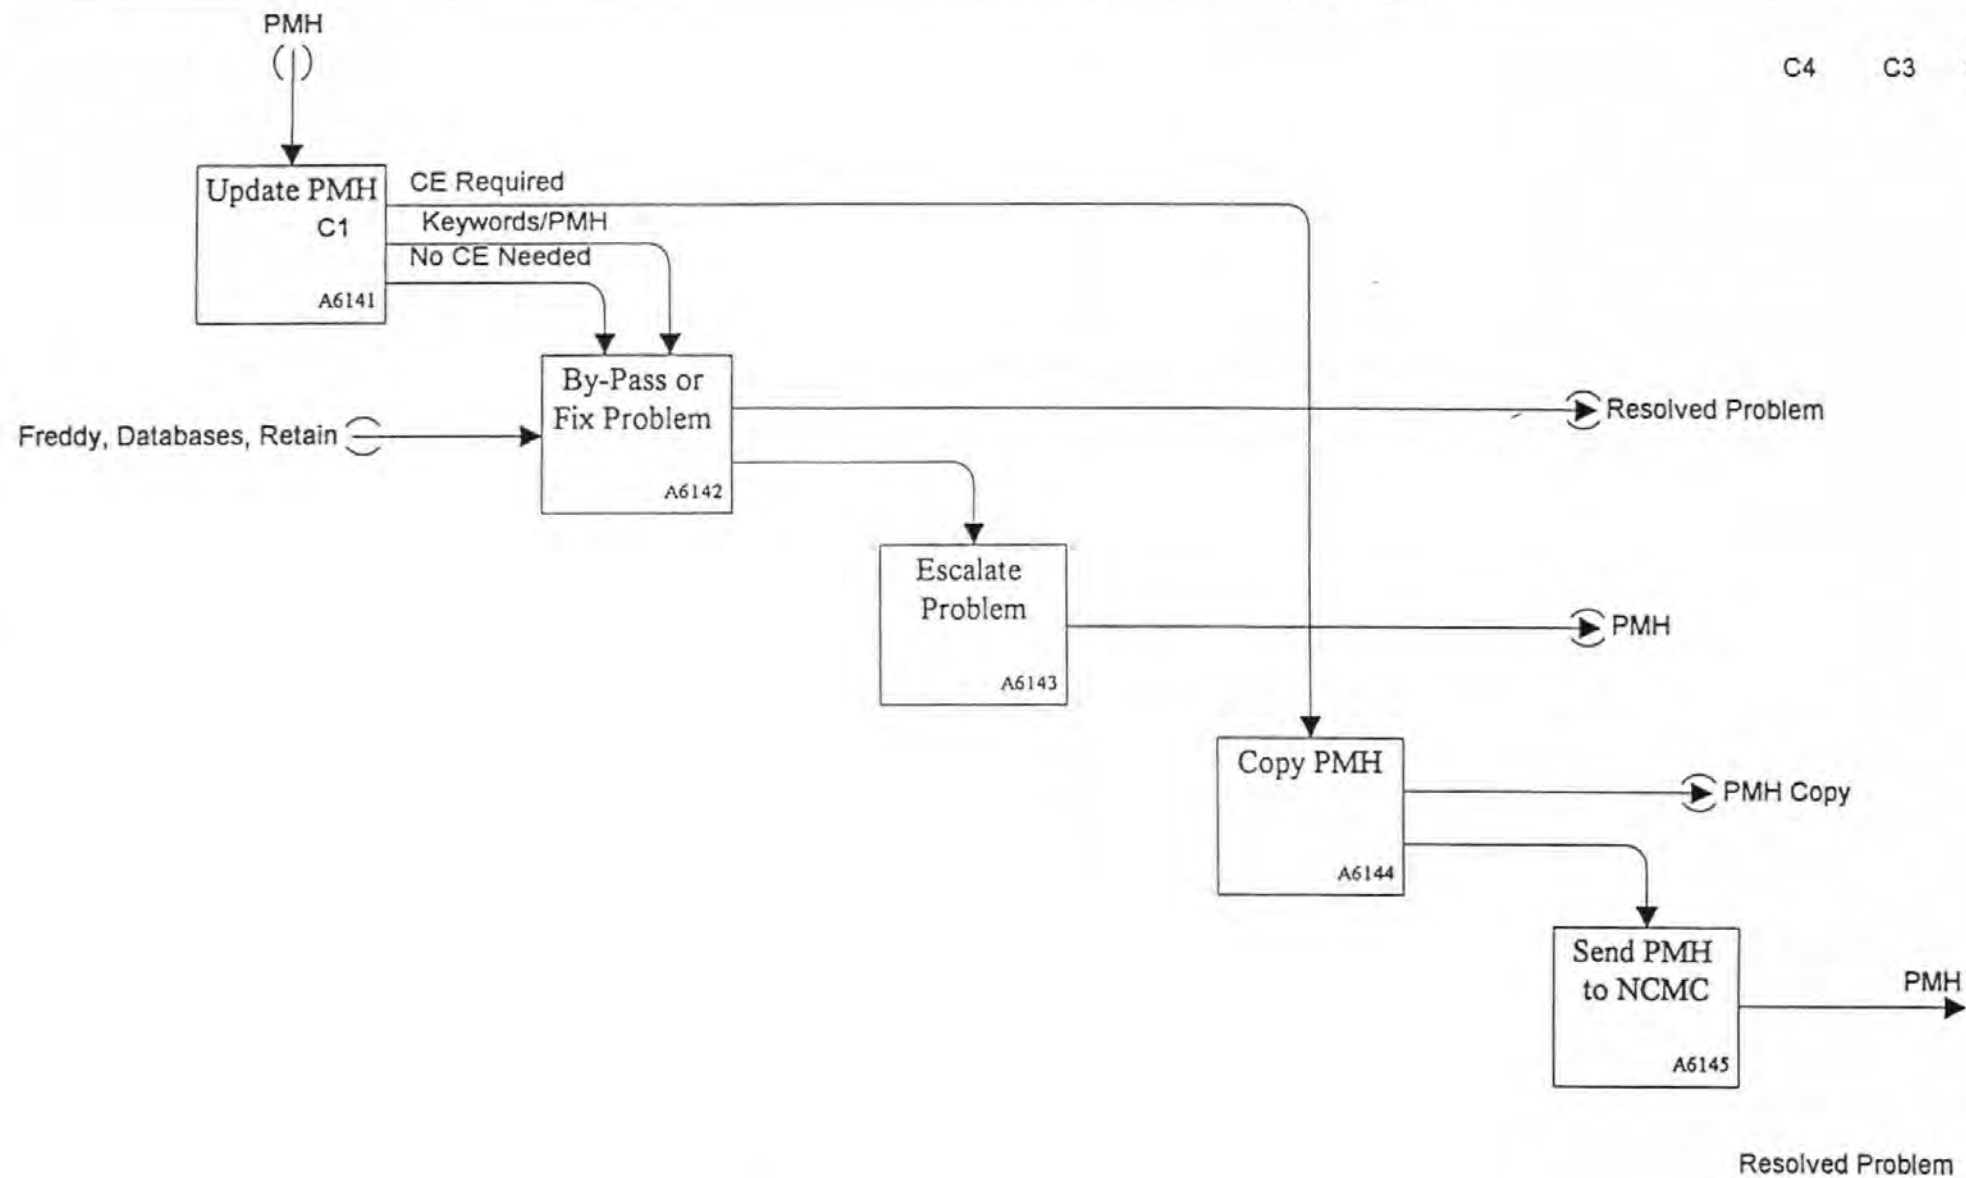 PMH
C4 C3
Update PMH
C1
A6141
CE Required
Keywords/PMH
No CE Needed
By-Pass or
Fix Problem
A6142
Freddy, Databases, Retain
Resolved Problem
Escalate
Problem
A6143
PMH
Copy PMH
A6144
PMH Copy
Send PMH
to NCMC
A6145
PMH
Resolved Problem